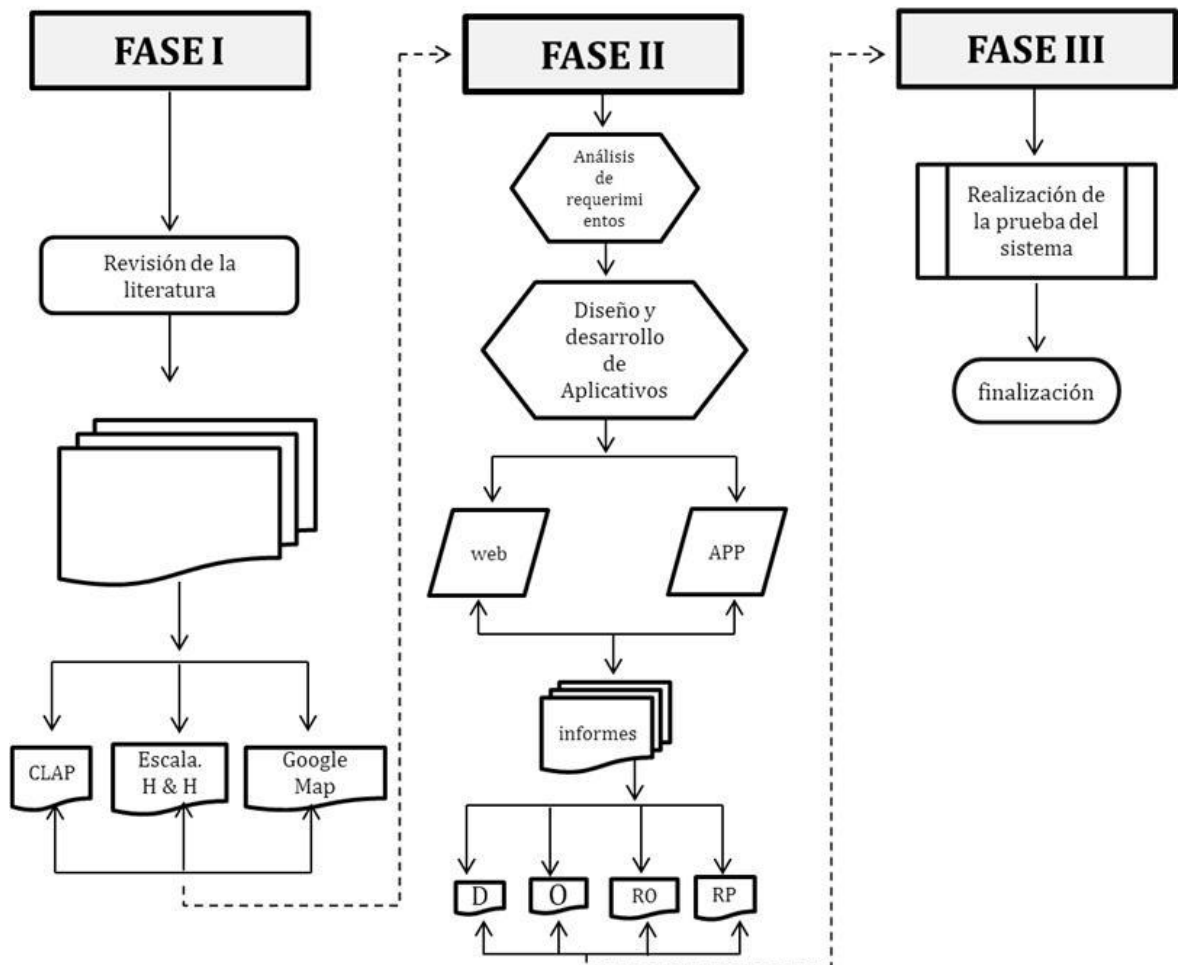 FASE I
Revisión de la
literatura
CLAP
Escala.
H & H
Google
Map
FASE II
Análisis
de
requerimi
entos
Diseño y
desarrollo
de
Aplicativos
web
APP
informes
D
O
RO
RP
FASE III
Realización de
la prueba del
sistema
finalización